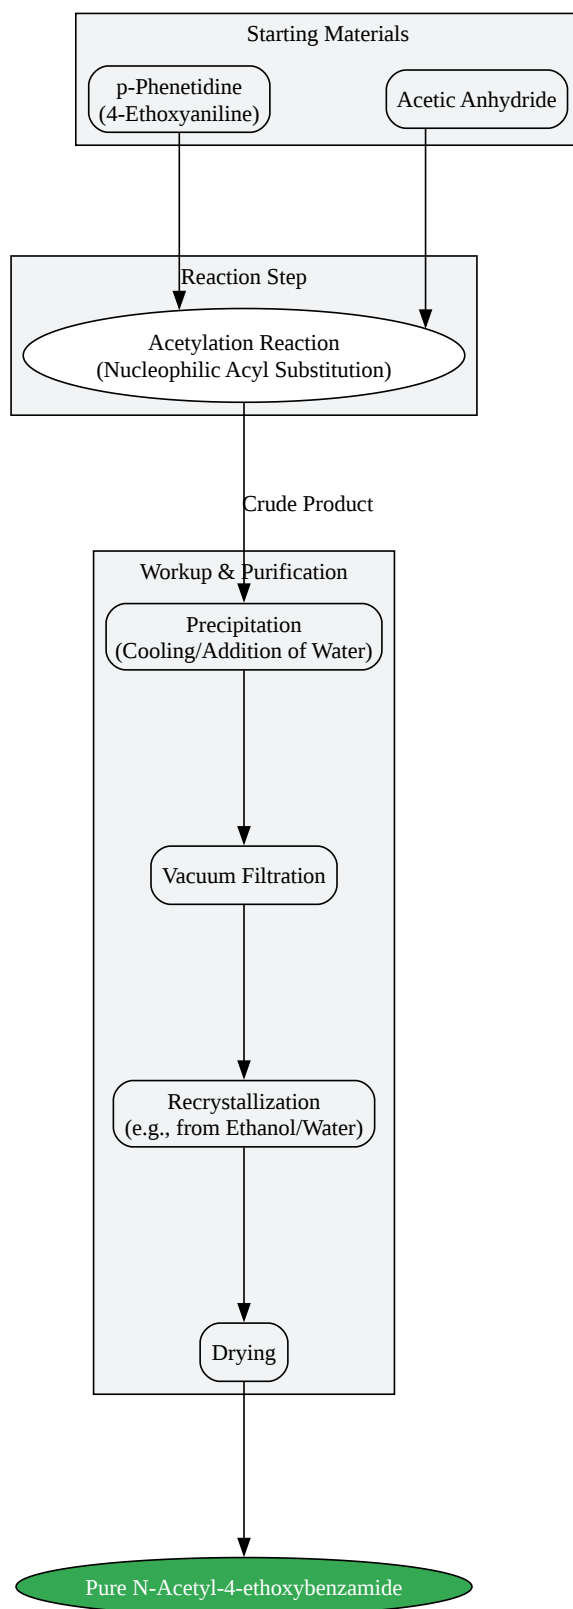 Starting Materials
p-Phenetidine
(4-Ethoxyaniline)
Acetic Anhydride
Reaction Step
Acetylation Reaction
(Nucleophilic Acyl Substitution)
Crude Product
Workup & Purification
Precipitation
(Cooling/Addition of Water)
Vacuum Filtration
Recrystallization
(e.g., from Ethanol/Water)
Drying
Pure N-Acetyl-4-ethoxybenzamide